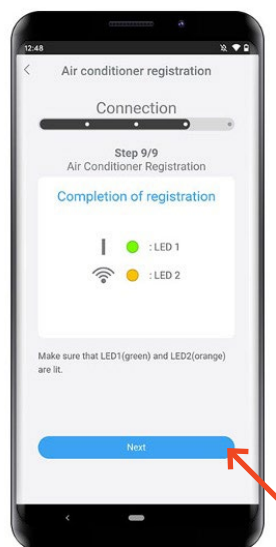 12:48
Air conditioner registration
Connection
Step 9/9
Air Conditioner Registration
Completion of registration
: LED 1
: LED 2
Make sure that LED1(green) and LED2(orange)
are lit.
Next